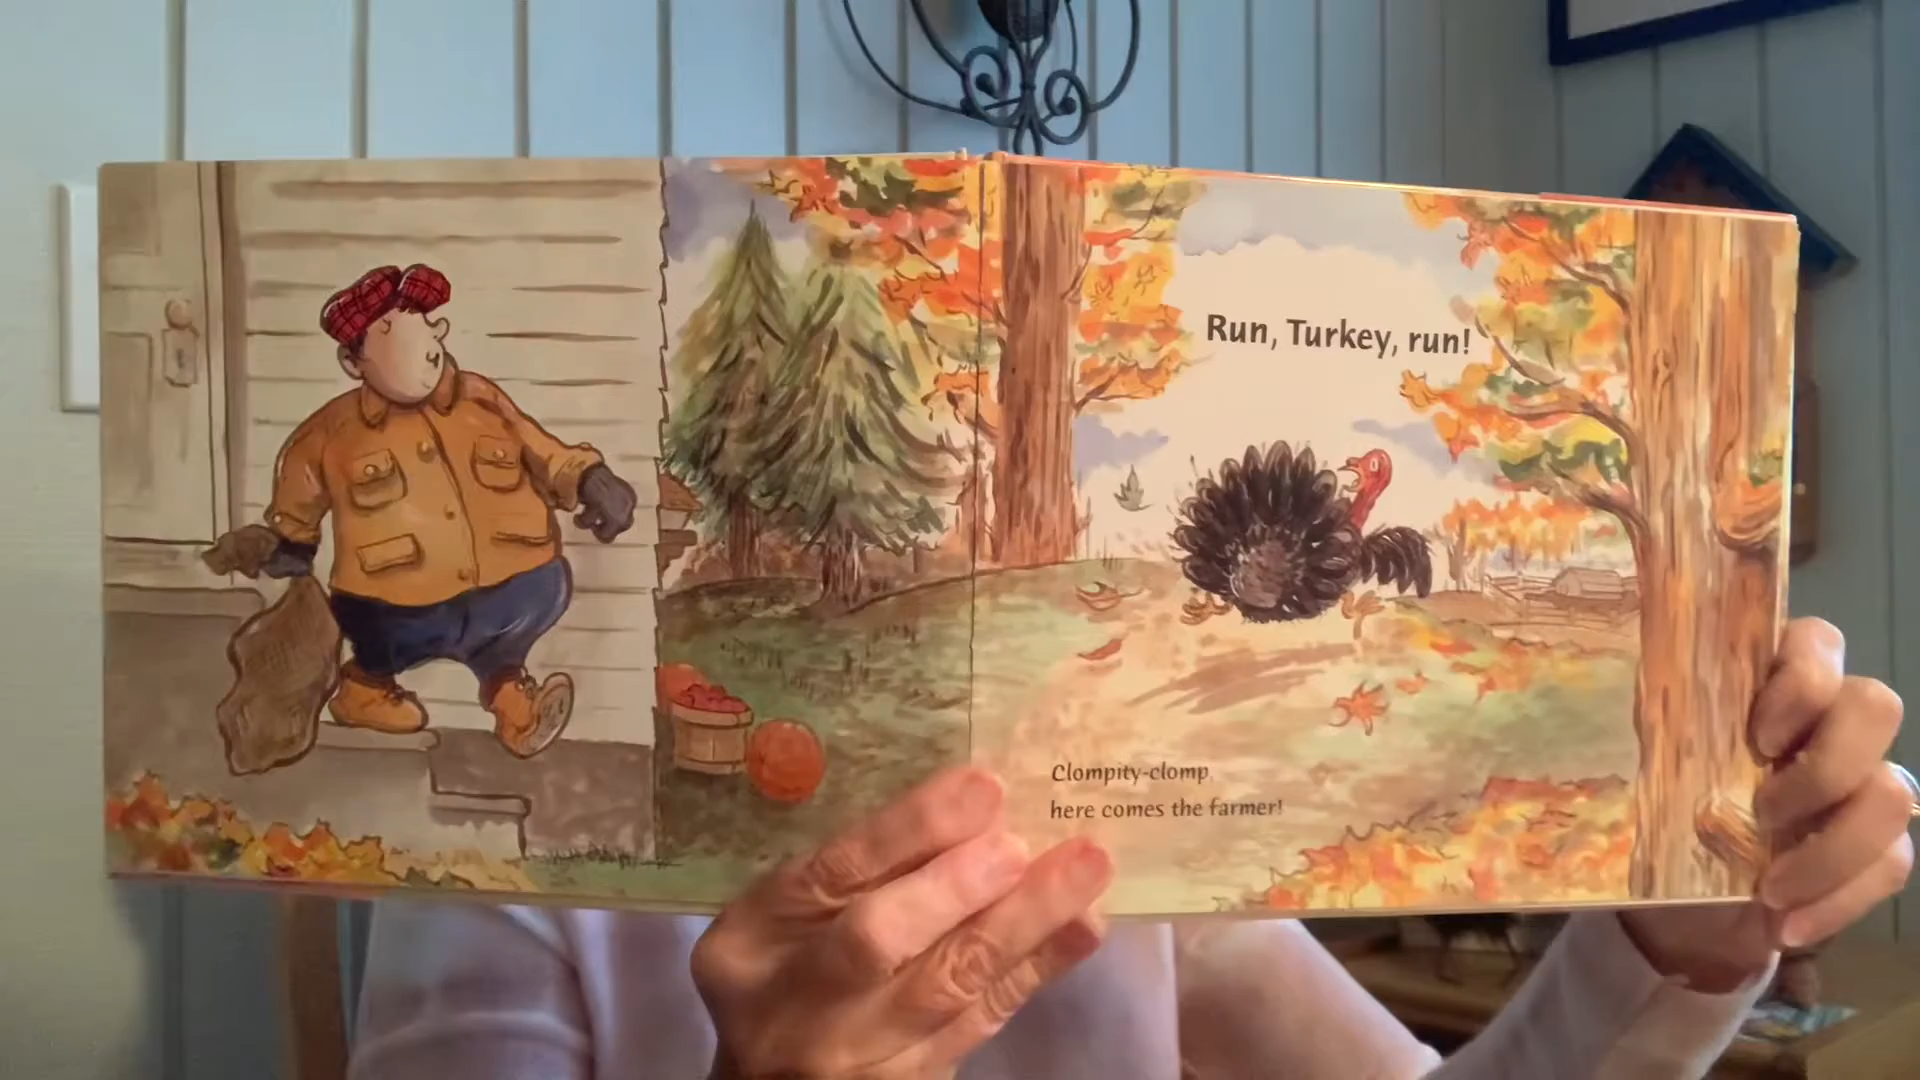 Run, Turkey, run!
Clompity-clomp,
here comes the farmer!